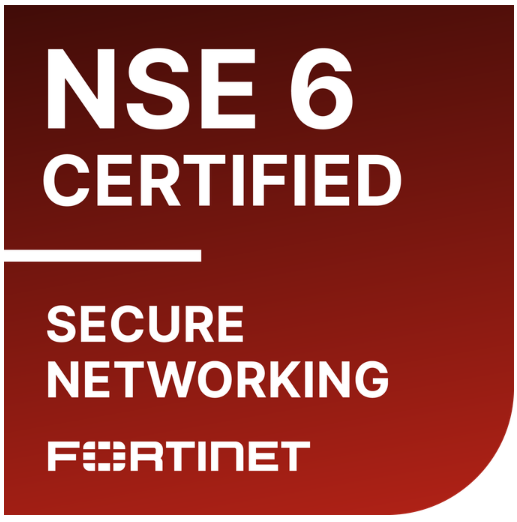 NSE 6
CERTIFIED
SECURE
NETWORKING
FORTINET